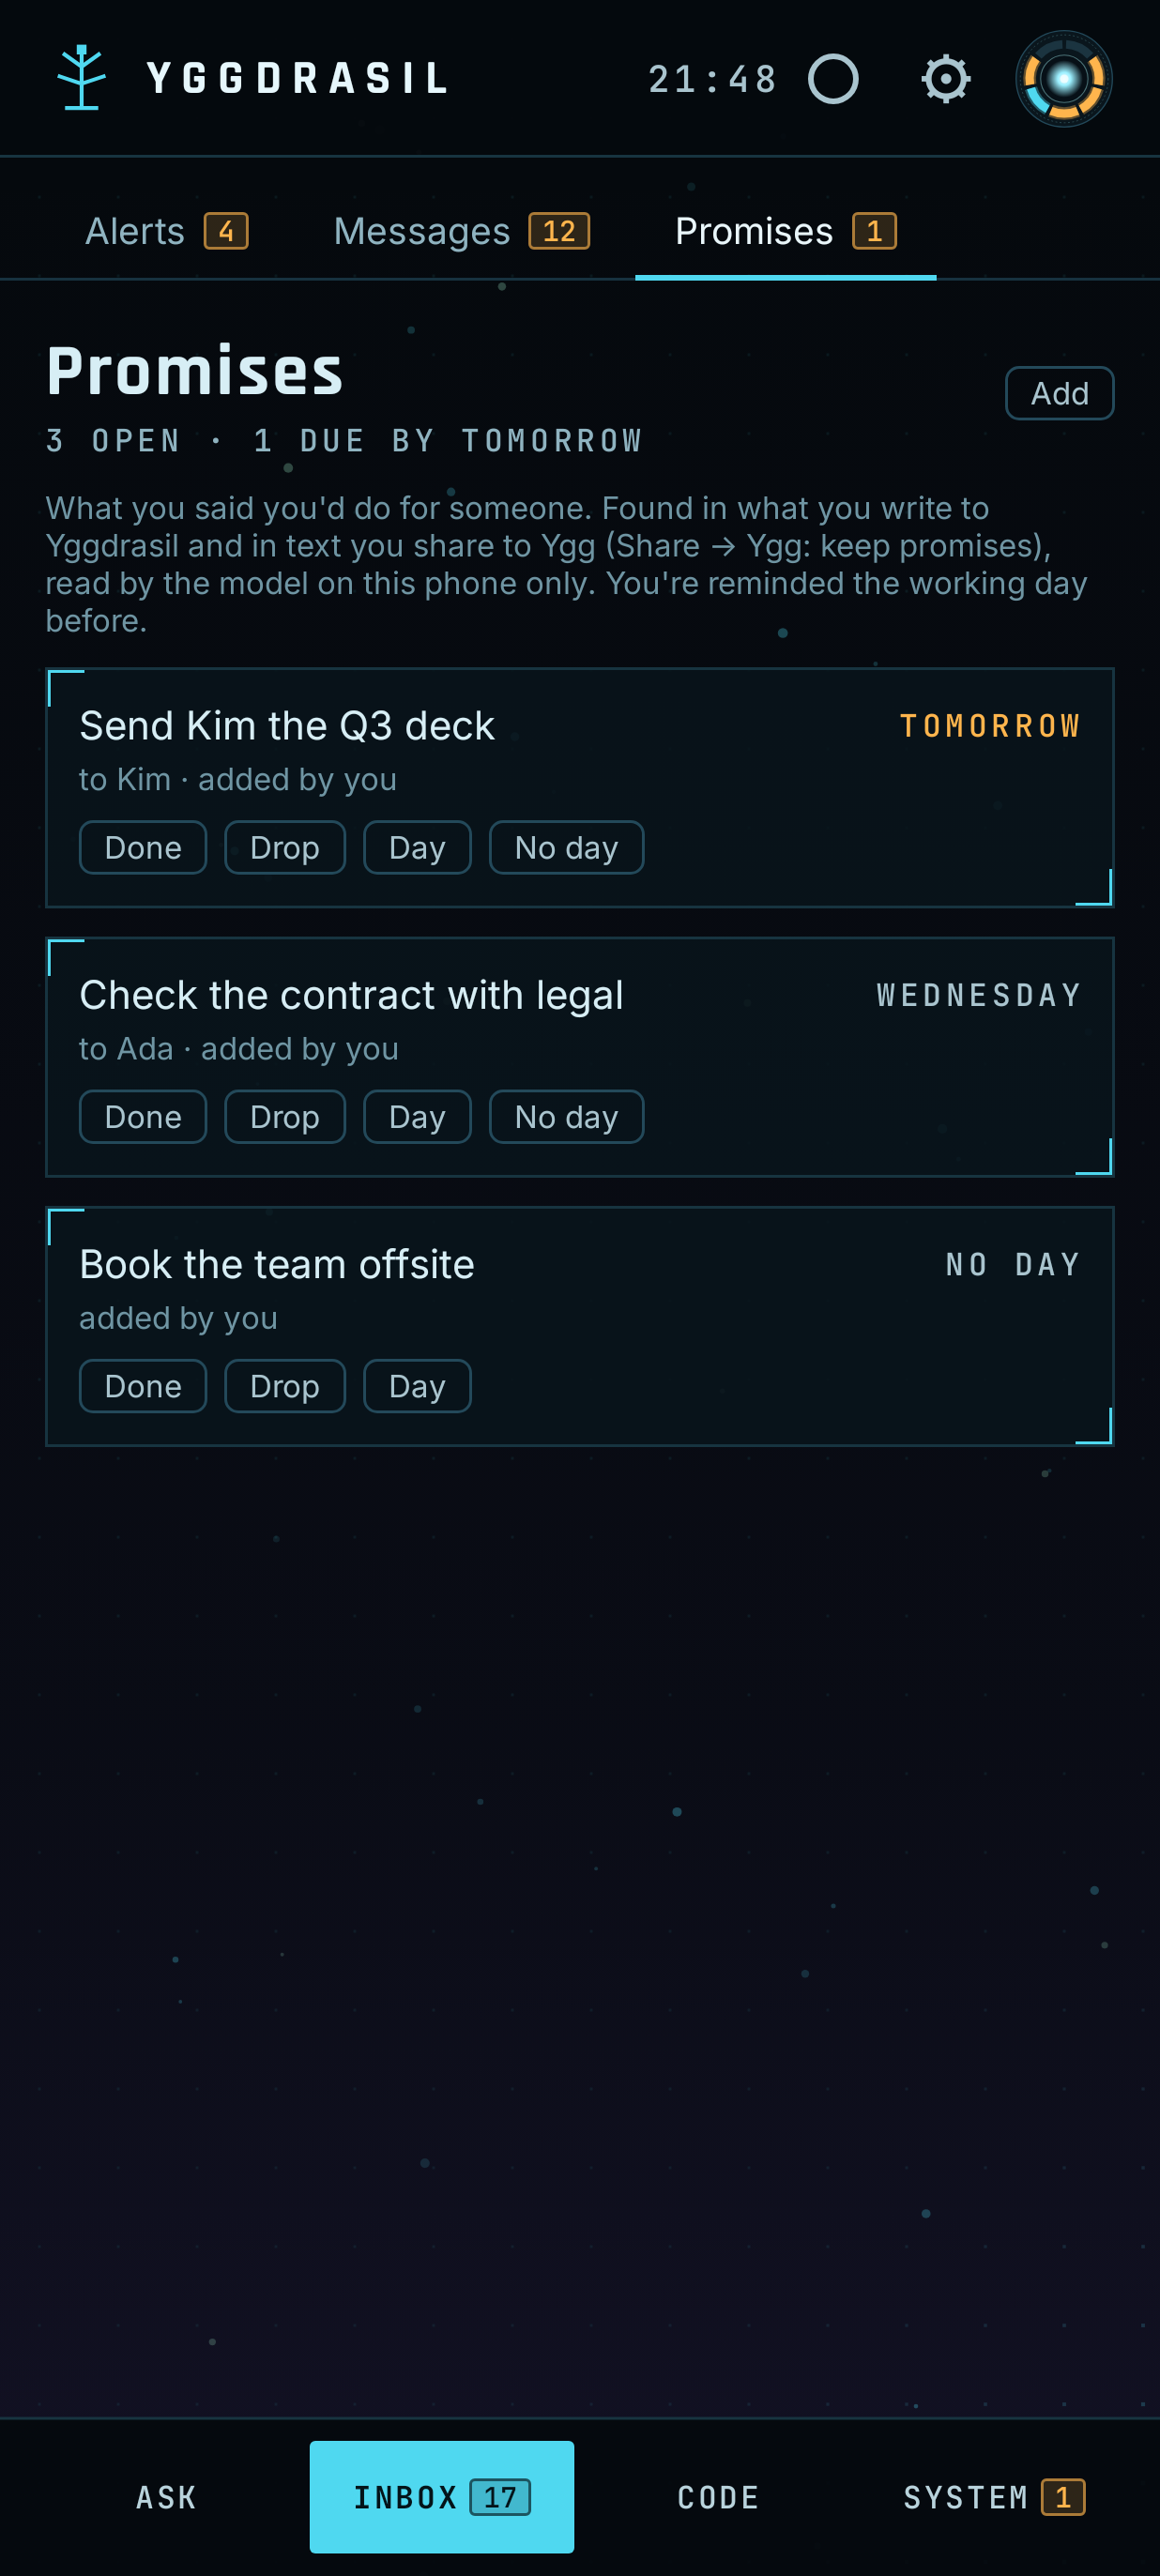 YGGDRASIL 21:48
Alerts 4 Messages 12 Promises 1
Promises
Add
3 OPEN · 1 DUE BY TOMORROW
What you said you'd do for someone. Found in what you write to
Yggdrasil and in text you share to Ygg (Share → Ygg: keep promises),
read by the model on this phone only. You're reminded the working day
before.
Send Kim the Q3 deck TOMORROW
to Kim · added by you
Done Drop Day No day
Check the contract with legal WEDNESDAY
to Ada · added by you
Done Drop Day No day
Book the team offsite NO DAY
added by you
Done Drop Day
ASK INBOX 17 CODE SYSTEM 1